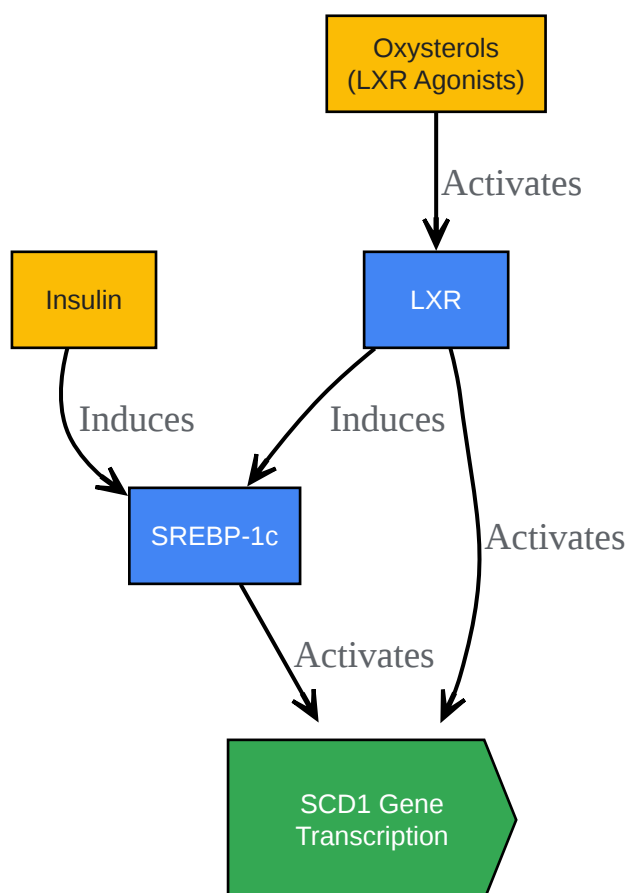 Oxysterols
(LXR Agonists)
Activates
Insulin
LXR
Induces
Induces
SREBP-1c
Activates
Activates
SCD1 Gene
Transcription